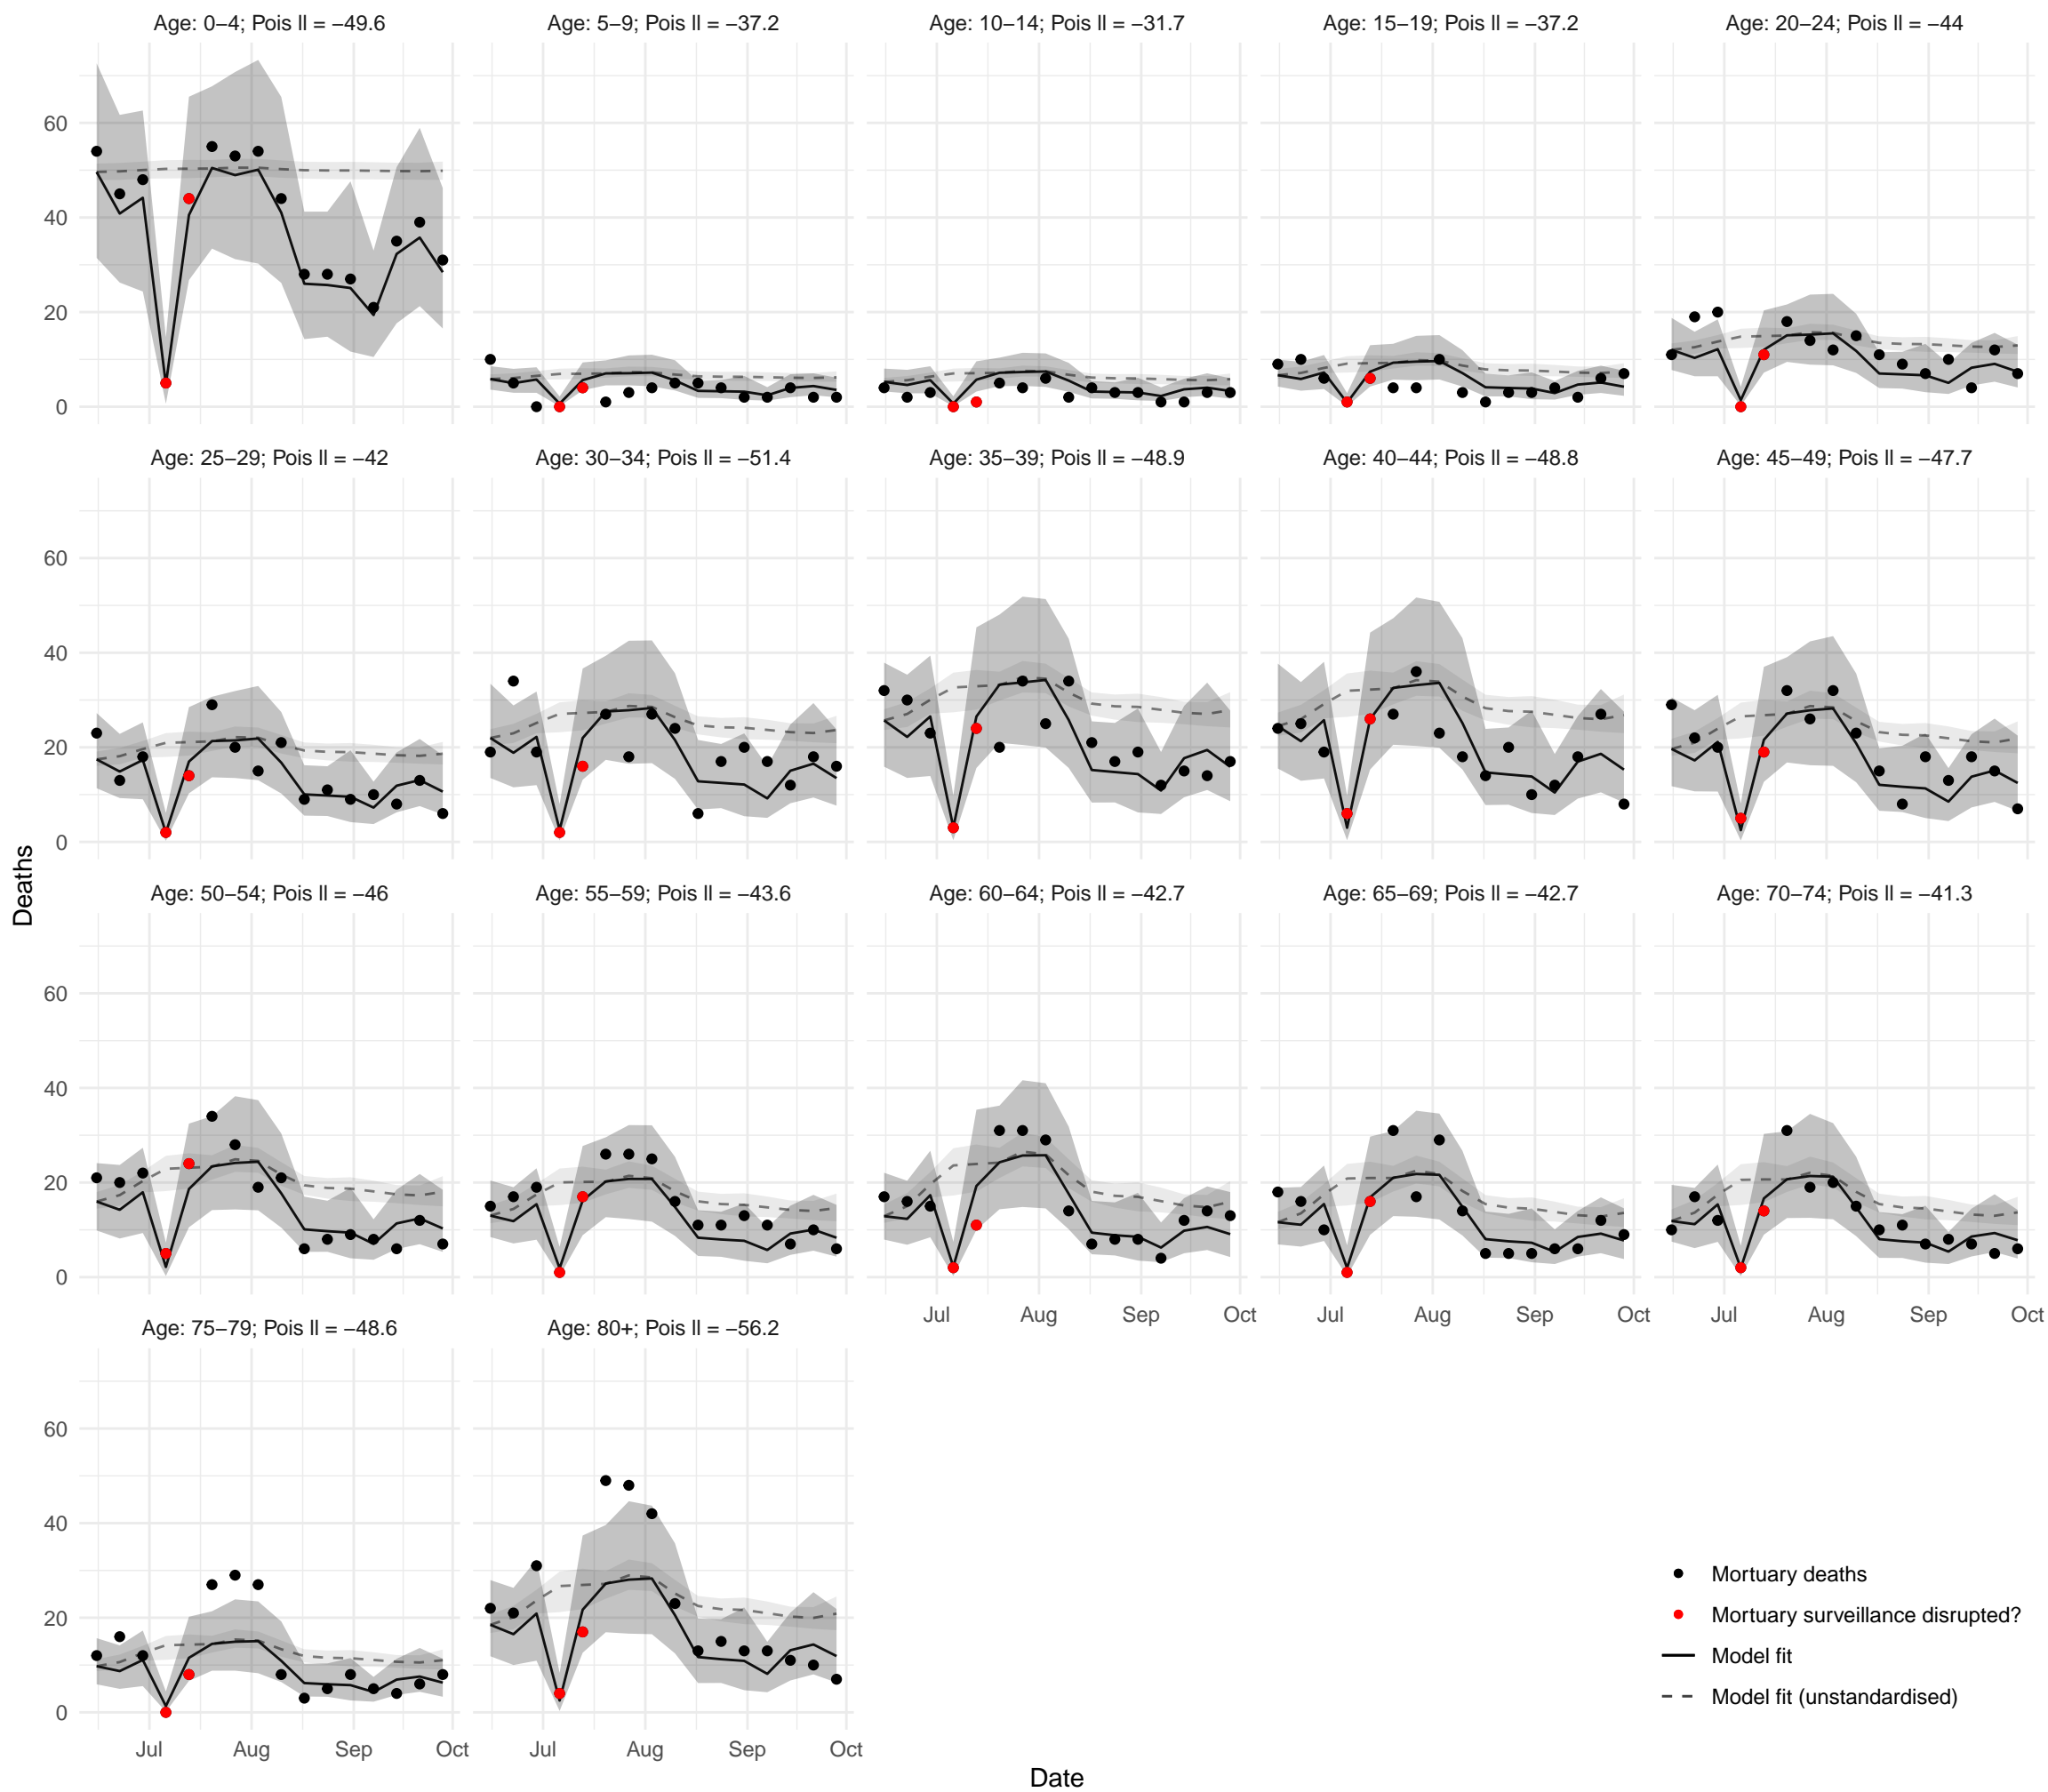 Age: 0−4; Pois ll = −49.6
Age: 5−9; Pois ll = −37.2
Age: 10−14; Pois ll = −31.7
Age: 15−19; Pois ll = −37.2
Age: 20−24; Pois ll = −44
60
40
20
0
Age: 25−29; Pois ll = −42
Age: 30−34; Pois ll = −51.4
Age: 35−39; Pois ll = −48.9
Age: 40−44; Pois ll = −48.8
Age: 45−49; Pois ll = −47.7
60
40
20
0
Deaths
Age: 50−54; Pois ll = −46
Age: 55−59; Pois ll = −43.6
Age: 60−64; Pois ll = −42.7
Age: 65−69; Pois ll = −42.7
Age: 70−74; Pois ll = −41.3
60
40
20
0
Jul Aug Sep Oct
Jul Aug Sep Oct
Jul Aug Sep Oct
Age: 75−79; Pois ll = −48.6
Age: 80+; Pois ll = −56.2
60
40
20
0
Jul Aug Sep Oct
Jul Aug Sep Oct
Mortuary deaths
Mortuary surveillance disrupted?
Model fit
Model fit (unstandardised)
Date